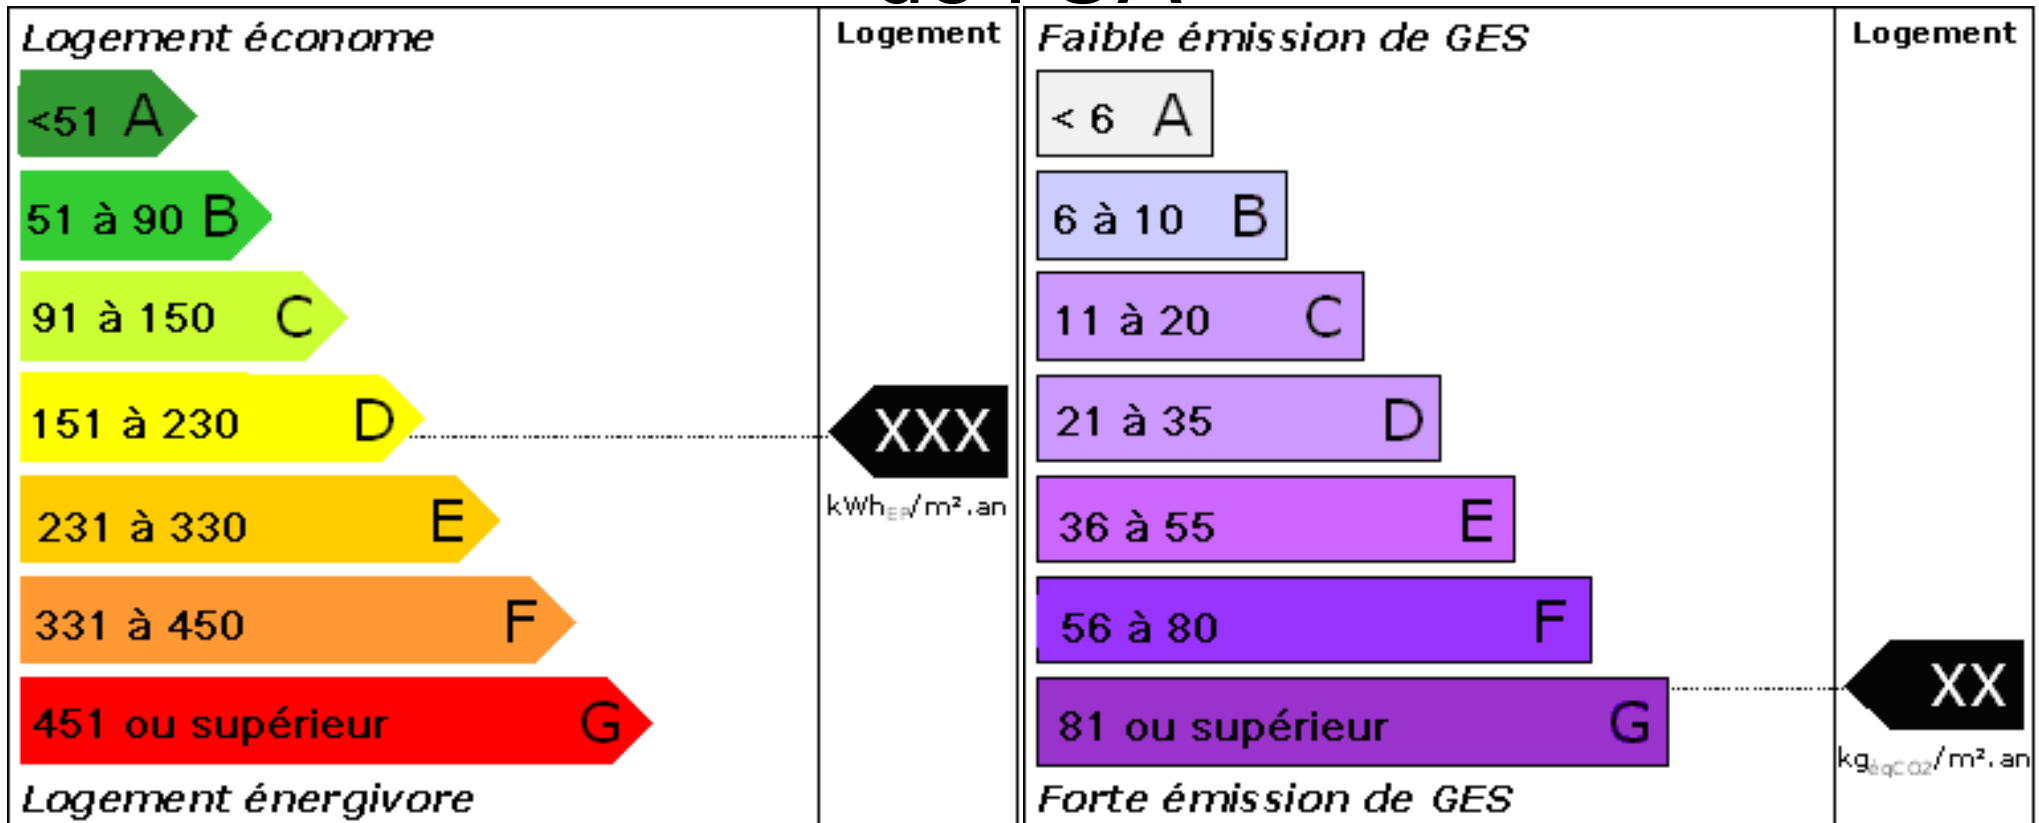 Logement économe
Logement
<51 A
51 à 90 B
91 à 150 C
151 à 230 D
XXX
kWhEP/m².an
231 à 330 E
331 à 450 F
451 ou supérieur G
Logement énergivore
Faible émission de GES
Logement
< 6 A
6 à 10 B
11 à 20 C
21 à 35 D
36 à 55 E
56 à 80 F
81 ou supérieur G
XX
kgéqCO2/m².an
Forte émission de GES